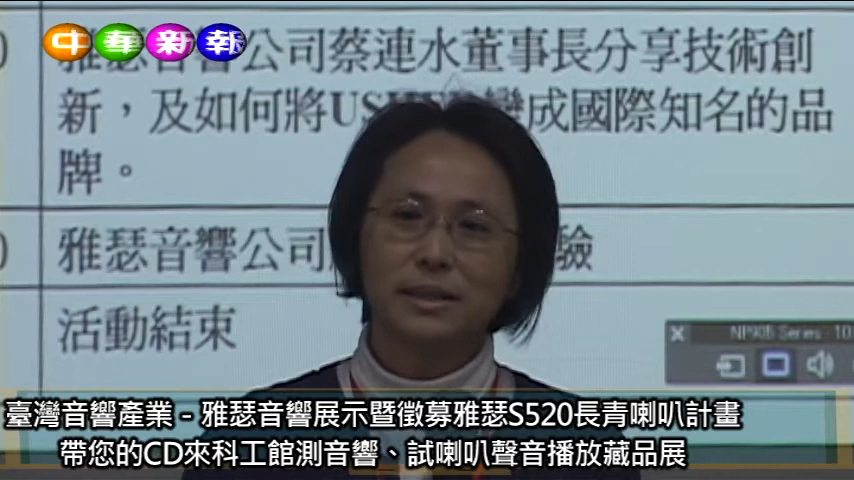 中華新報
雅瑟音響公司蔡連水董事長分享技術創
新，及如何將US 變成國際知名的品
牌。
雅瑟音響公司 驗
活動結束
NP905 Series - 10
臺灣音響產業－雅瑟音響展示暨徵募雅瑟S520長青喇叭計畫
帶您的CD來科工館測音響、試喇叭聲音播放藏品展